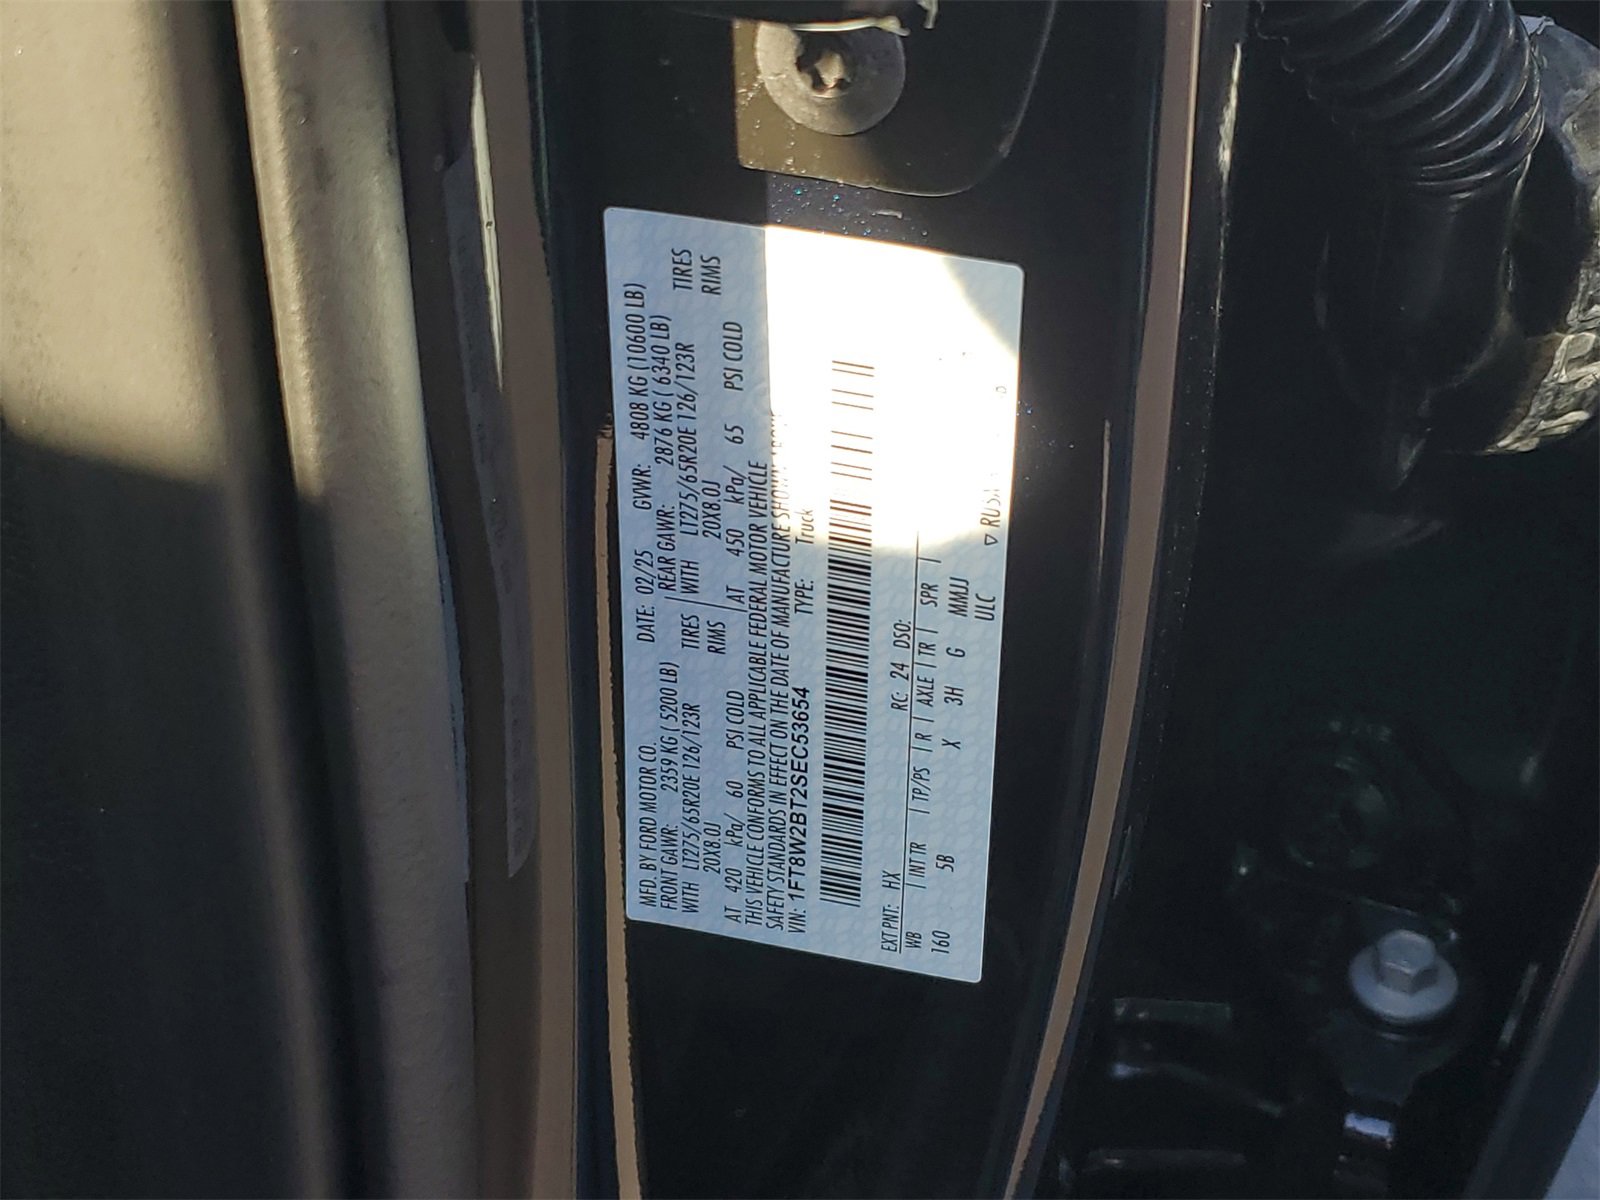 MFD. BY FORD MOTOR CO. DATE: 02/25 GVWR: 4808 KG (10600 LB)
FRONT GAWR: 2359 KG ( 5200 LB) REAR GAWR: 2876 KG ( 6340 LB)
WITH LT275/65R20E 126/123R TIRES WITH LT275/65R20E 126/123R TIRES
20X8.0J RIMS 20X8.0J RIMS
AT 420 kPa/ 60 PSI COLD AT 450 kPa/ 65 PSI COLD
THIS VEHICLE CONFORMS TO ALL APPLICABLE FEDERAL MOTOR VEHICLE
SAFETY STANDARDS IN EFFECT ON THE DATE OF MANUFACTURE SHOWN
VIN: 1FT8W2BT2SEC53654 TYPE: Truck
EXT PNT: HX RC: 24 DSO:
WB | INT TR | TP/PS | R | AXLE | TR | SPR |
160 5B X 3H G MMJJ
ULC ▽